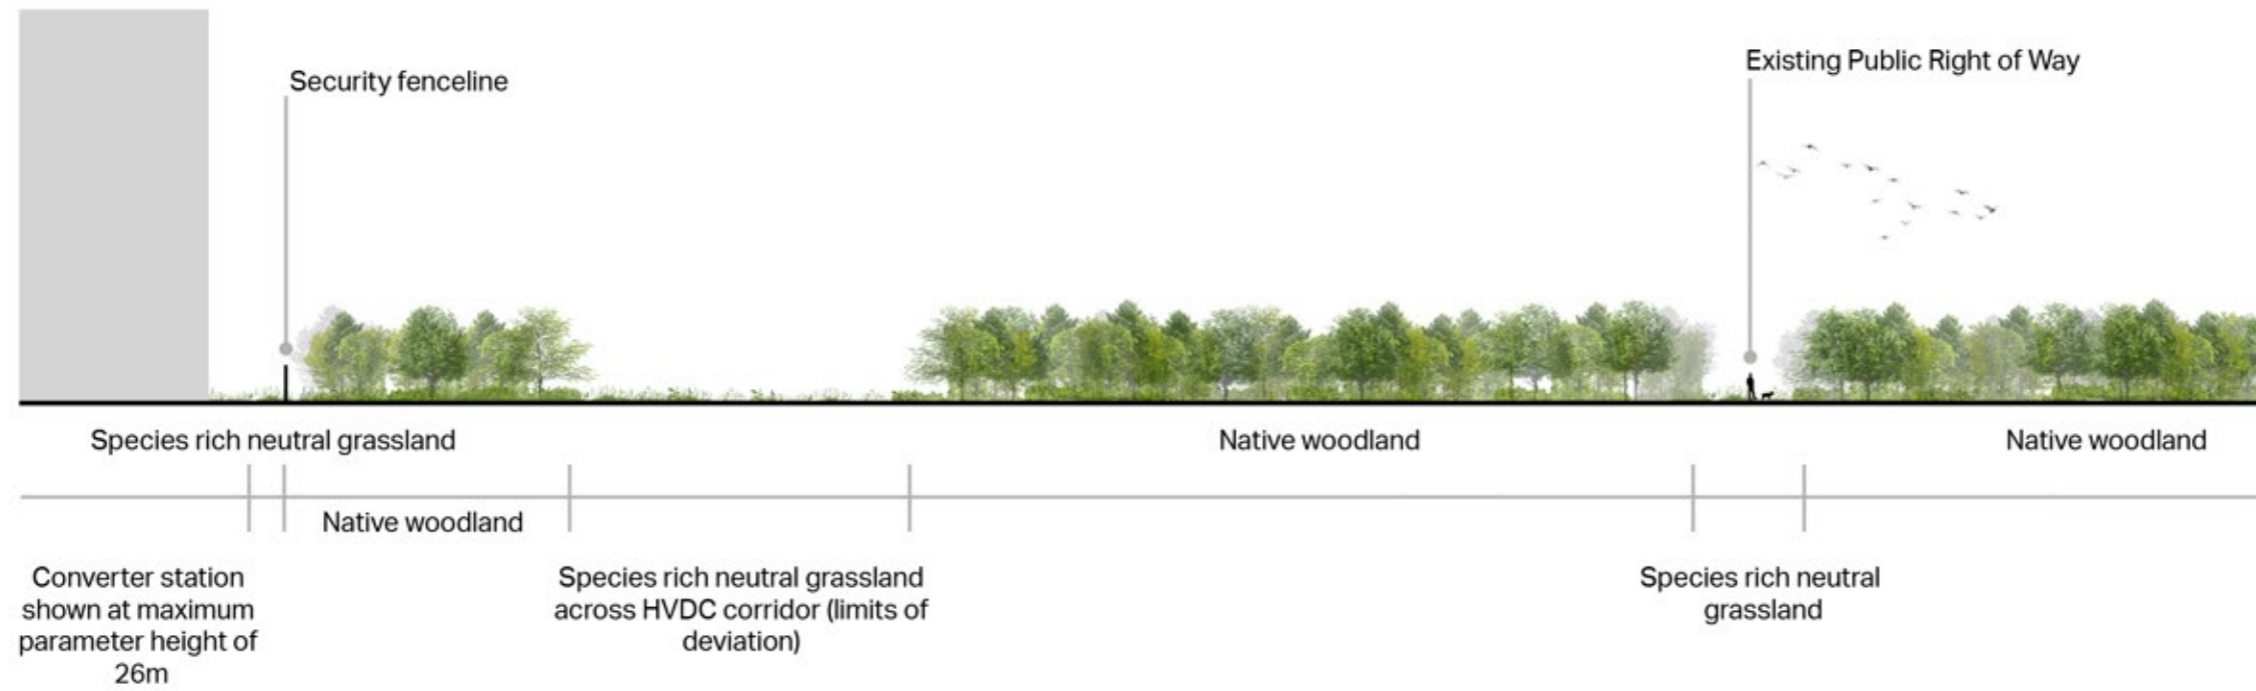 Existing Public Right of Way
Security fenceline
Species rich neutral grassland
Native woodland
Native woodland
Native woodland
Converter station
shown at maximum
parameter height of
26m
Species rich neutral grassland
across HVDC corridor (limits of
deviation)
Species rich neutral
grassland